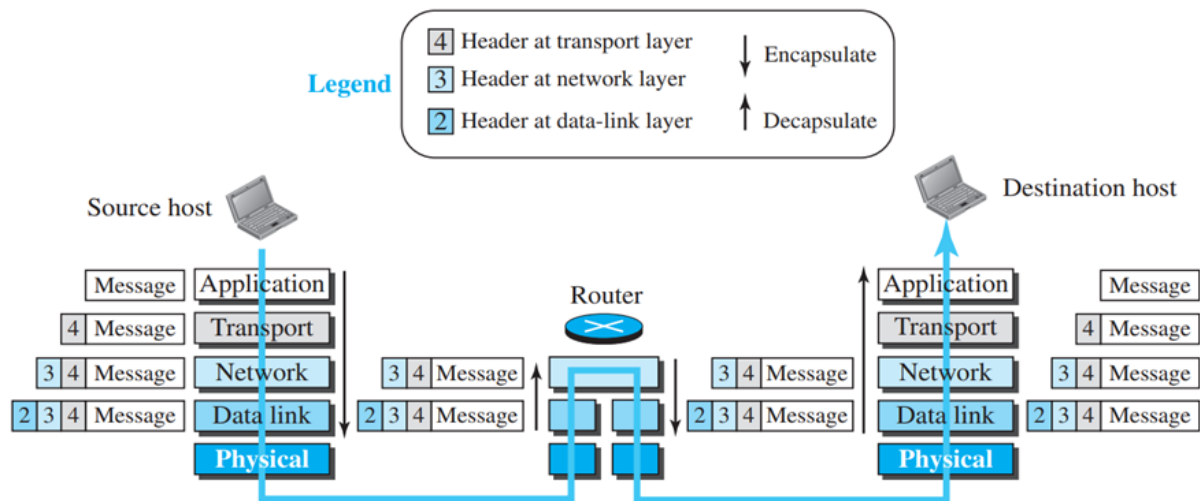 Legend
4 Header at transport layer
3 Header at network layer
2 Header at data-link layer
Encapsulate
Decapsulate
Source host
Destination host
Router
Message Application
4 Message Transport
3 4 Message Network
2 3 4 Message Data link
Physical
3 4 Message
2 3 4 Message
3 4 Message
2 3 4 Message
Application Message
Transport 4 Message
Network 3 4 Message
Data link 2 3 4 Message
Physical